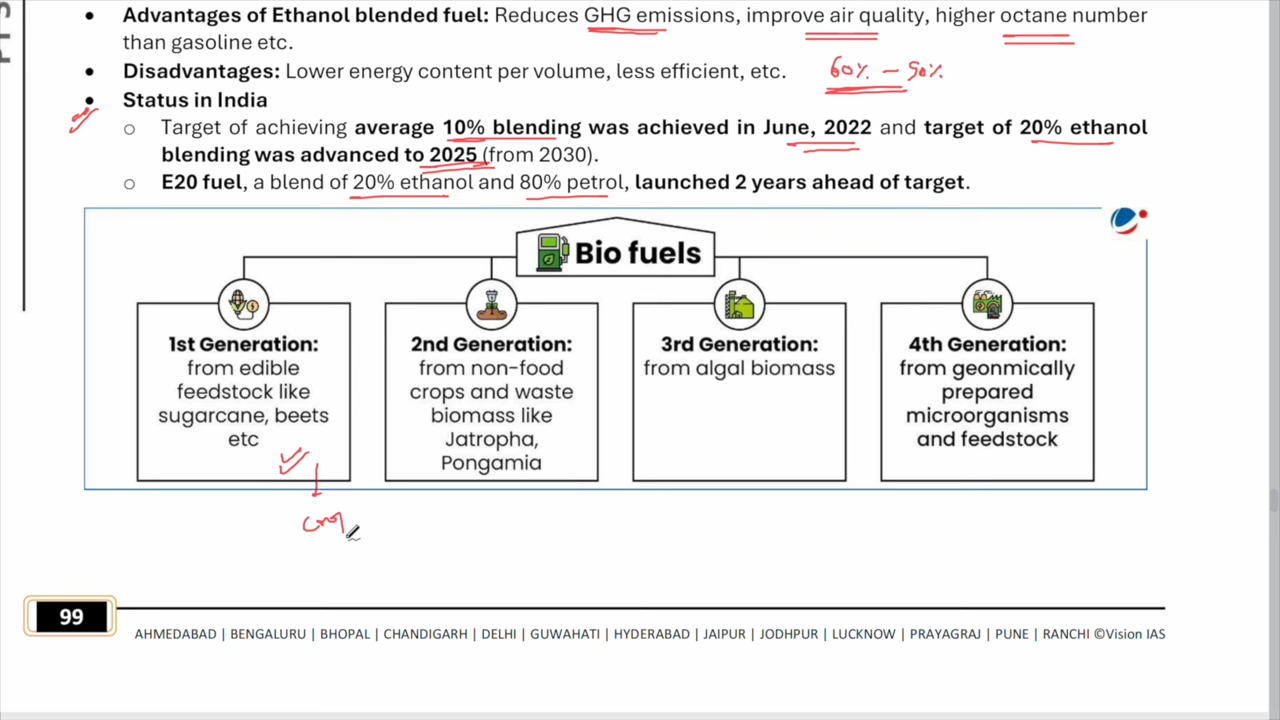 Advantages of Ethanol blended fuel: Reduces GHG emissions, improve air quality, higher octane number
than gasoline etc.
Disadvantages: Lower energy content per volume, less efficient, etc. 60% – 50%
Status in India
Target of achieving average 10% blending was achieved in June, 2022 and target of 20% ethanol
blending was advanced to 2025 (from 2030).
E20 fuel, a blend of 20% ethanol and 80% petrol, launched 2 years ahead of target.
Bio fuels
1st Generation:
from edible
feedstock like
sugarcane, beets
etc
2nd Generation:
from non-food
crops and waste
biomass like
Jatropha,
Pongamia
3rd Generation:
from algal biomass
4th Generation:
from geonmically
prepared
microorganisms
and feedstock
99
AHMEDABAD | BENGALURU | BHOPAL | CHANDIGARH | DELHI | GUWAHATI | HYDERABAD | JAIPUR | JODHPUR | LUCKNOW | PRAYAGRAJ | PUNE | RANCHI ©Vision IAS